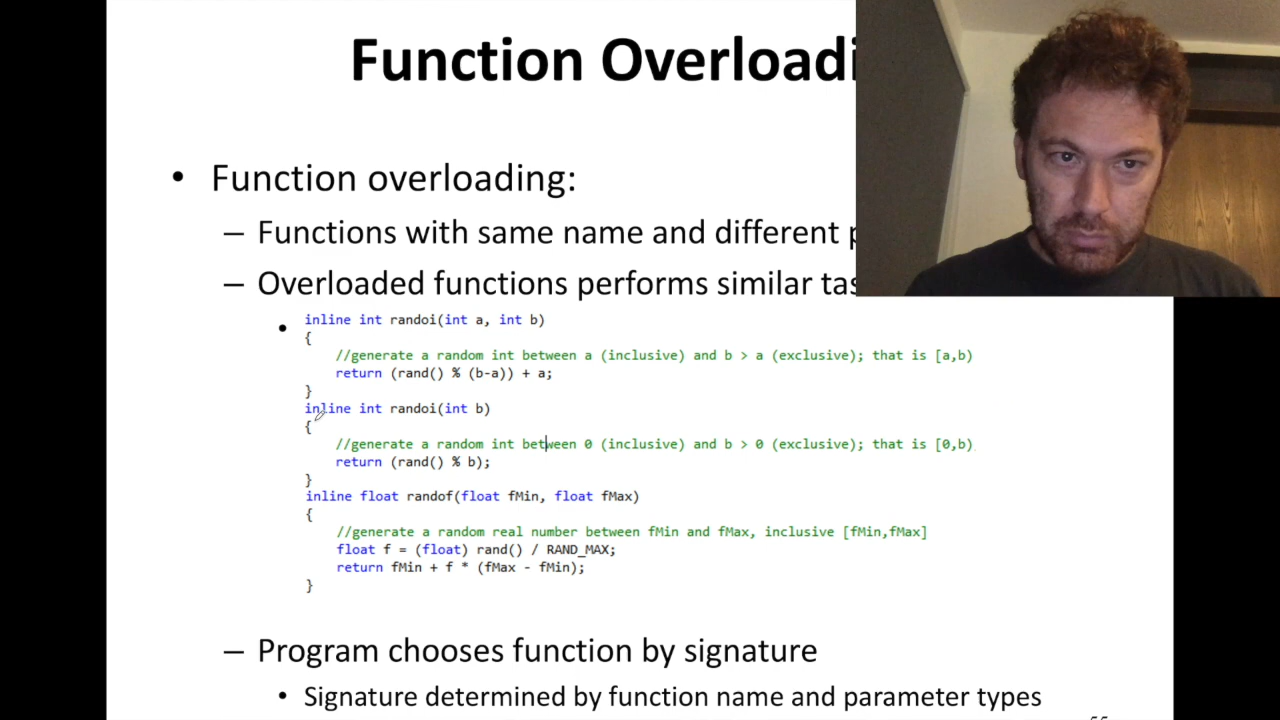 Function Overloadi
• Function overloading:
– Functions with same name and different p
– Overloaded functions performs similar tas
• inline int randoi(int a, int b)
{
//generate a random int between a (inclusive) and b > a (exclusive); that is [a,b)
return (rand() % (b-a)) + a;
}
inline int randoi(int b)
{
//generate a random int between 0 (inclusive) and b > 0 (exclusive); that is [0,b)
return (rand() % b);
}
inline float randof(float fMin, float fMax)
{
//generate a random real number between fMin and fMax, inclusive [fMin,fMax]
float f = (float) rand() / RAND_MAX;
return fMin + f * (fMax - fMin);
}
– Program chooses function by signature
• Signature determined by function name and parameter types